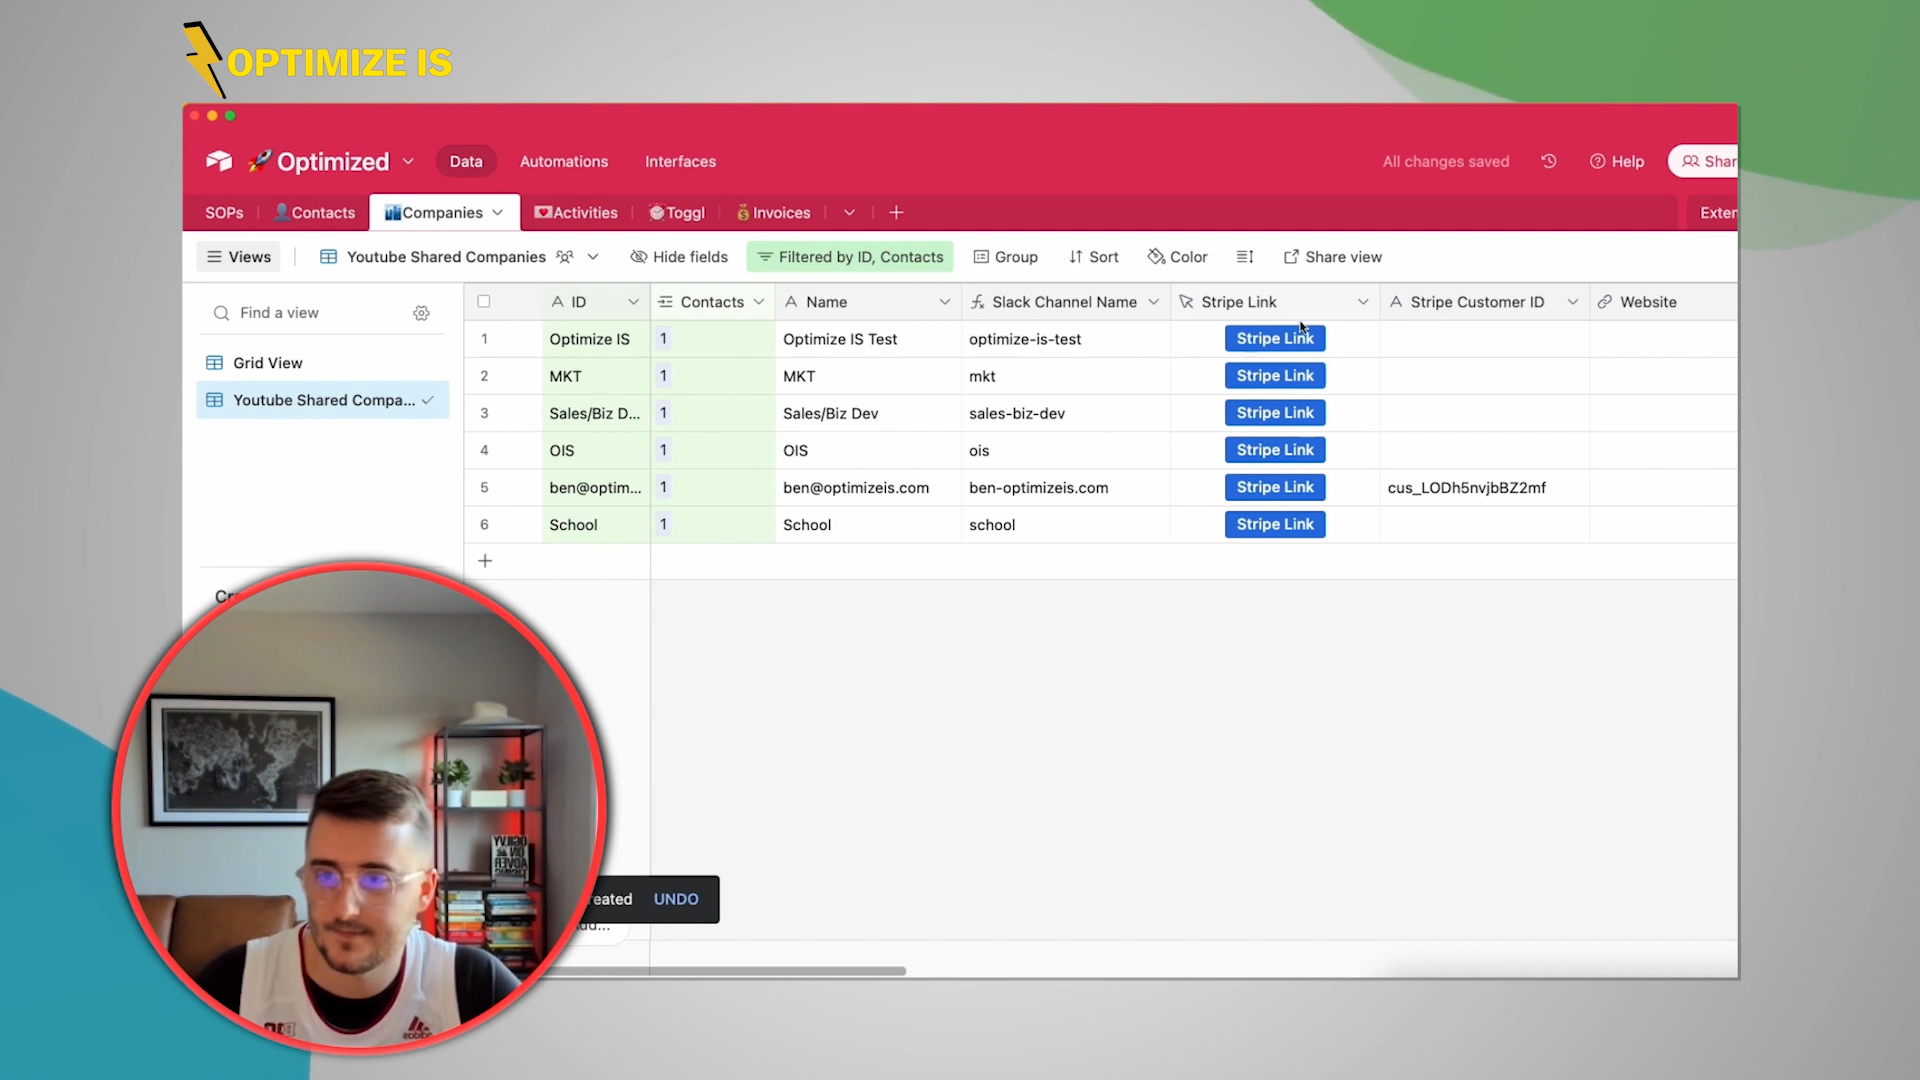 OPTIMIZE IS
Optimized
Data
Automations
Interfaces
All changes saved
Help
Shar
SOPs
Contacts
Companies
Activities
Toggl
Invoices
Exter
Views
Youtube Shared Companies
Hide fields
Filtered by ID, Contacts
Group
Sort
Color
Share view
Find a view
Grid View
Youtube Shared Compa...
ID
Contacts
Name
Slack Channel Name
Stripe Link
Stripe Customer ID
Website
1 Optimize IS 1 Optimize IS Test optimize-is-test Stripe Link
2 MKT 1 MKT mkt Stripe Link
3 Sales/Biz D... 1 Sales/Biz Dev sales-biz-dev Stripe Link
4 OIS 1 OIS ois Stripe Link
5 ben@optim... 1 ben@optimizeis.com ben-optimizeis.com Stripe Link cus_LODh5nvjbBZ2mf
6 School 1 School school Stripe Link
Cr
OGILVY
ON
reated UNDO
dd...